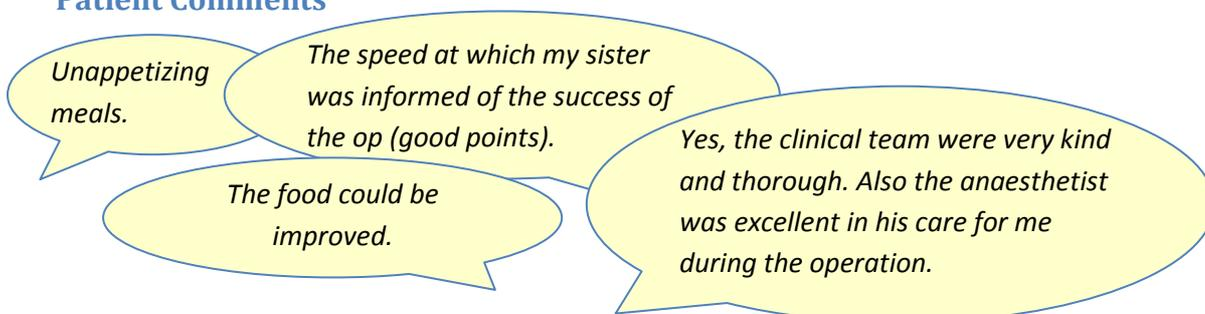 Patient Comments
Unappetizing
meals.
The speed at which my sister
was informed of the success of
the op (good points).
The food could be
improved.
Yes, the clinical team were very kind
and thorough. Also the anaesthetist
was excellent in his care for me
during the operation.